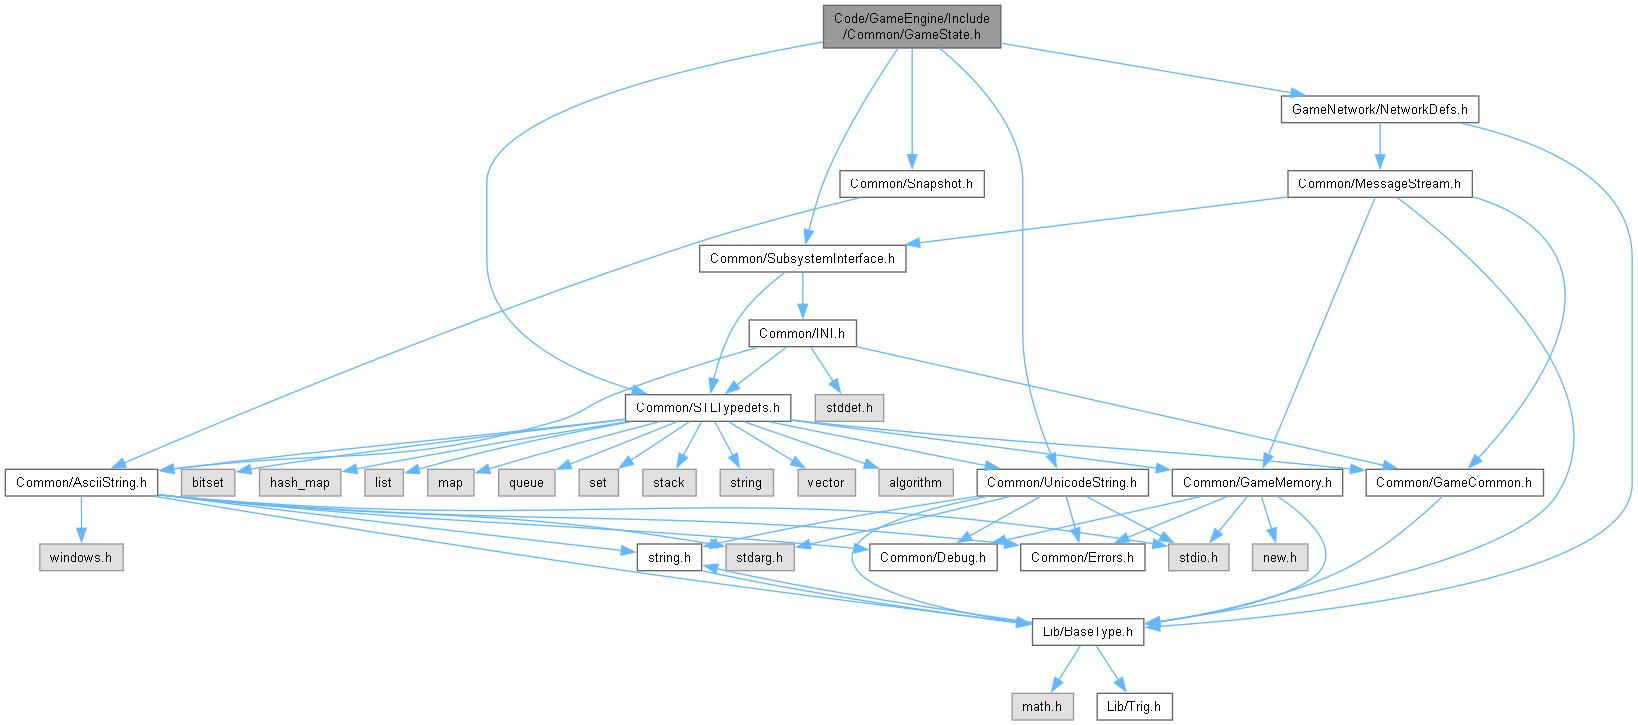 Code/GameEngine/Include
/Common/GameState.h
GameNetwork/NetworkDefs.h
Common/Snapshot.h
Common/MessageStream.h
Common/SubsystemInterface.h
Common/INI.h
Common/STLTypedefs.h
stddef.h
Common/AsciiString.h
bitset
hash_map
list
map
queue
set
stack
string
vector
algorithm
Common/UnicodeString.h
Common/GameMemory.h
Common/GameCommon.h
windows.h
string.h
stdarg.h
Common/Debug.h
Common/Errors.h
stdio.h
new.h
Lib/BaseType.h
math.h
Lib/Trig.h